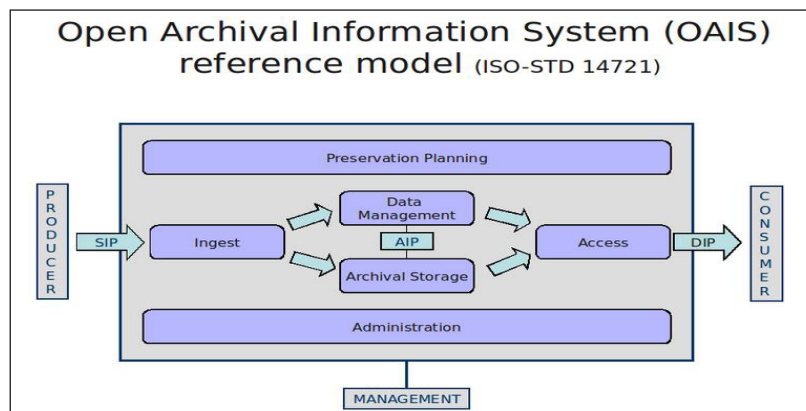 Open Archival Information System (OAIS)
reference model (ISO-STD 14721)
Preservation Planning
PRODUCER
SIP
Ingest
Data
Management
AIP
Archival Storage
Access
DIP
CONSUMER
Administration
MANAGEMENT